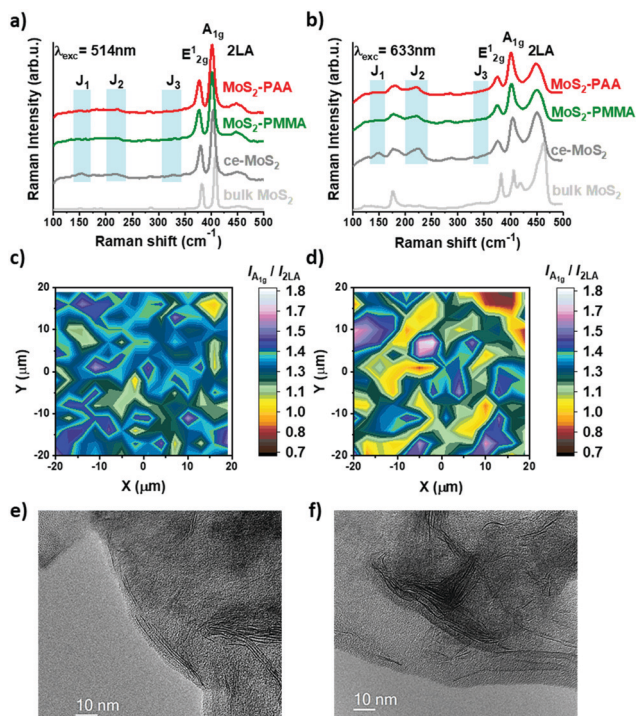 a)
λexc = 514nm
A1g
E¹2g
2LA
J1
J2
J3
MoS2-PAA
MoS2-PMMA
ce-MoS2
bulk MoS2
Raman Intensity (arb.u.)
100 150 200 250 300 350 400 450 500
Raman shift (cm⁻¹)
b)
λexc = 633nm
A1g
E¹2g
2LA
J1
J2
J3
MoS2-PAA
MoS2-PMMA
ce-MoS2
bulk MoS2
Raman Intensity (arb.u.)
100 150 200 250 300 350 400 450 500
Raman shift (cm⁻¹)
c)
IA1g / I2LA
20
10
0
-10
-20
Y (μm)
-20 -10 0 10 20
X (μm)
1.8
1.7
1.6
1.5
1.4
1.3
1.1
1.0
0.9
0.8
0.7
d)
IA1g / I2LA
20
10
0
-10
-20
Y (μm)
-20 -10 0 10 20
X (μm)
1.8
1.7
1.6
1.5
1.4
1.3
1.1
1.0
0.9
0.8
0.7
e)
10 nm
f)
10 nm